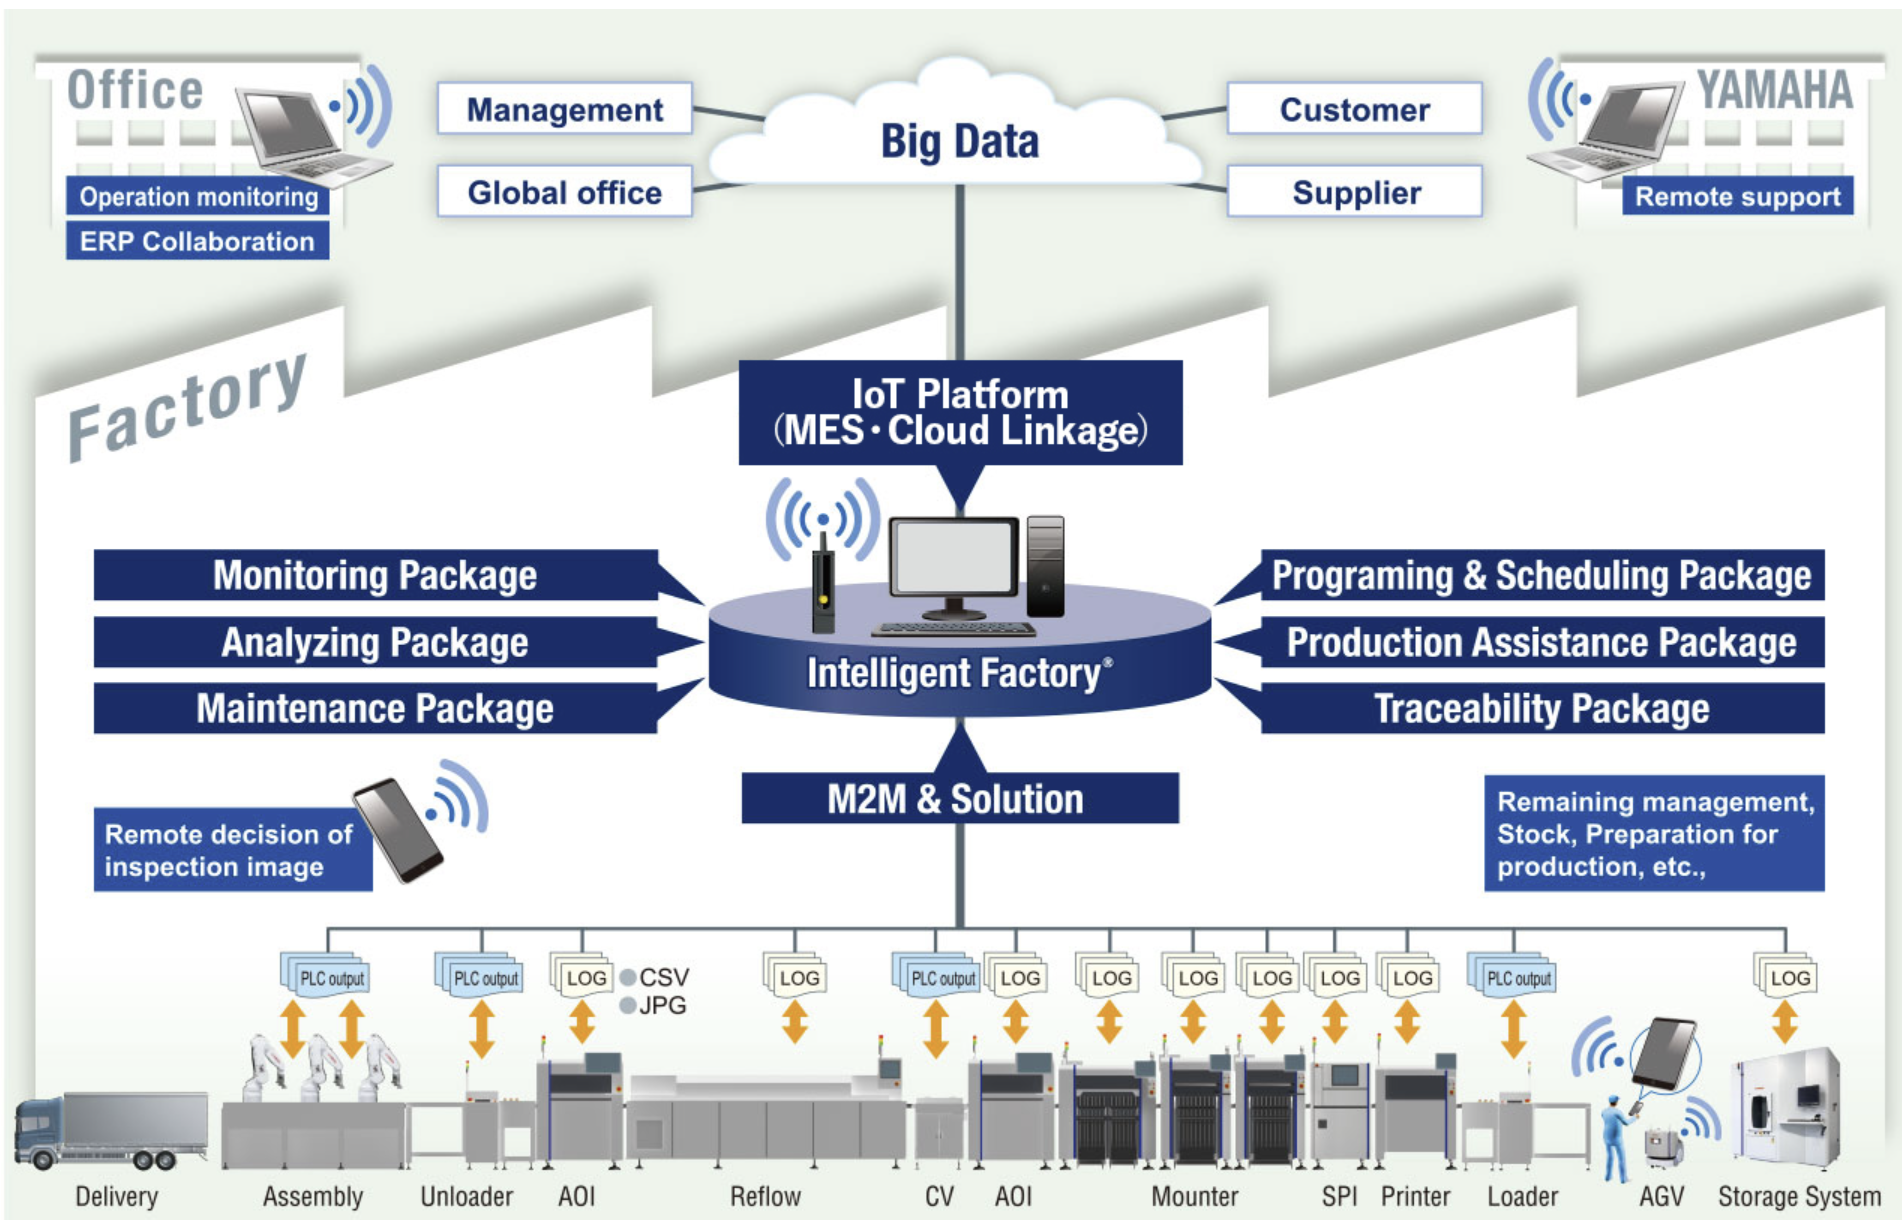 Office
Operation monitoring
ERP Collaboration
Management
Global office
Big Data
Customer
Supplier
YAMAHA
Remote support
Factory
IoT Platform
(MES・Cloud Linkage)
Monitoring Package
Analyzing Package
Maintenance Package
Intelligent Factory®
Programing & Scheduling Package
Production Assistance Package
Traceability Package
M2M & Solution
Remote decision of
inspection image
Remaining management,
Stock, Preparation for
production, etc.,
PLC output
PLC output
LOG
CSV
JPG
LOG
PLC output
LOG
LOG
LOG
LOG
LOG
LOG
PLC output
LOG
Delivery
Assembly
Unloader
AOI
Reflow
CV
AOI
Mounter
SPI
Printer
Loader
AGV
Storage System